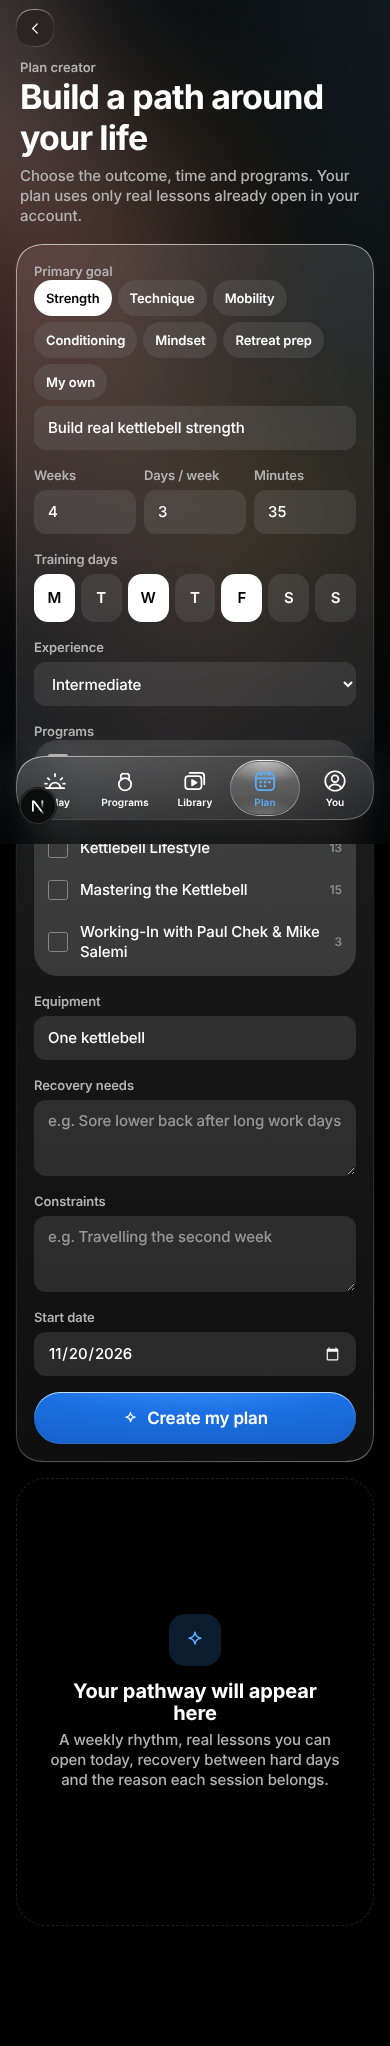 Plan creator
Build a path around
your life
Choose the outcome, time and programs. Your
plan uses only real lessons already open in your
account.
Primary goal
Strength
Technique
Mobility
Conditioning
Mindset
Retreat prep
My own
Build real kettlebell strength
Weeks
Days / week
Minutes
4
3
35
Training days
M
T
W
T
F
S
S
Experience
Intermediate
Programs
N
Programs
Library
Plan
You
Kettlebell Lifestyle
13
Mastering the Kettlebell
15
Working-In with Paul Chek & Mike
Salemi
3
Equipment
One kettlebell
Recovery needs
e.g. Sore lower back after long work days
Constraints
e.g. Travelling the second week
Start date
11/20/2026
Create my plan
Your pathway will appear
here
A weekly rhythm, real lessons you can
open today, recovery between hard days
and the reason each session belongs.